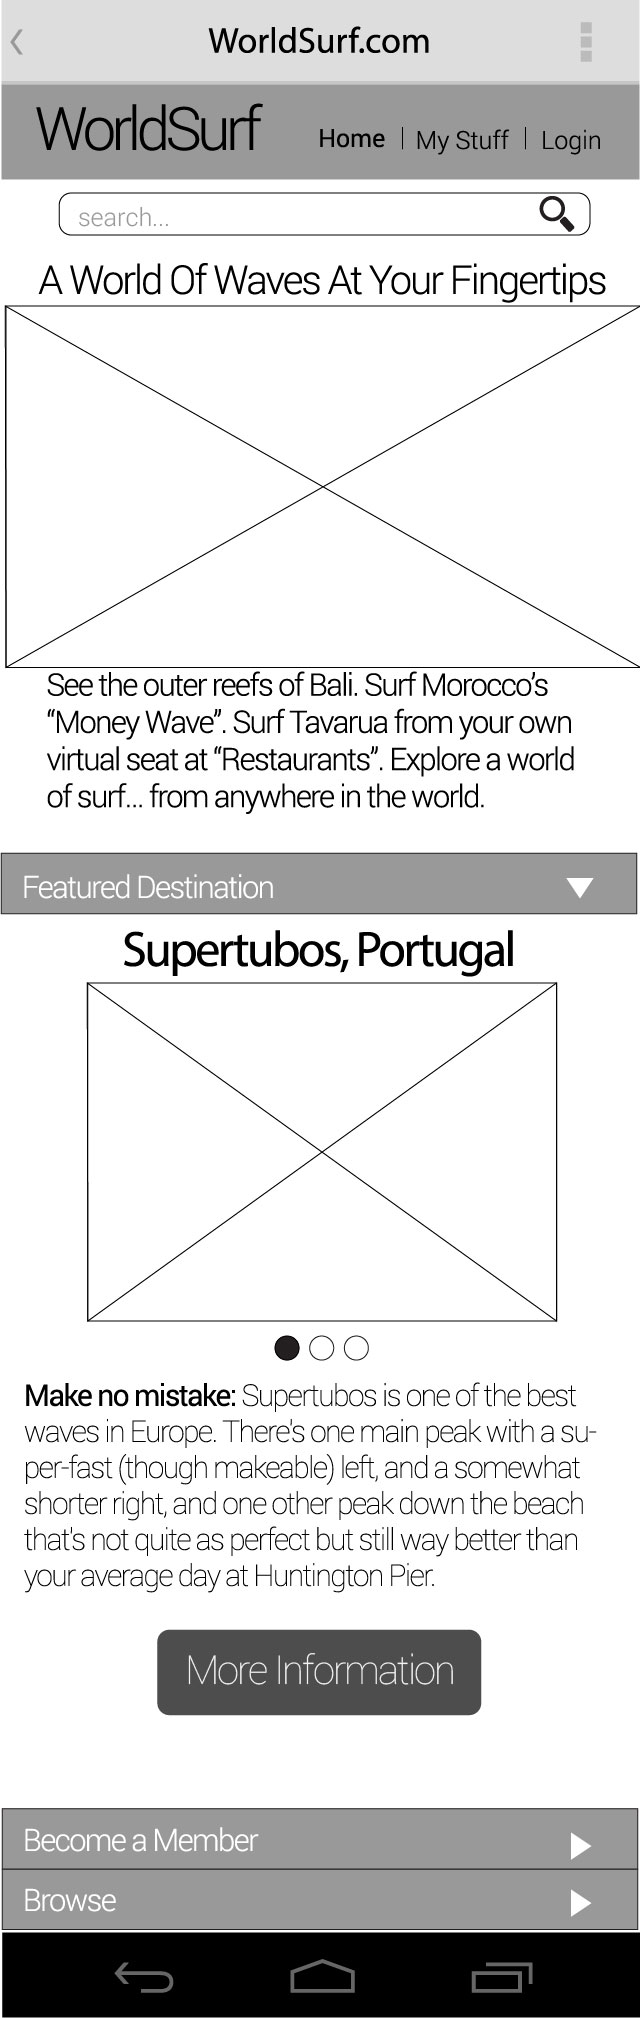 WorldSurf.com
WorldSurf
Home | My Stuff | Login
search...
A World Of Waves At Your Fingertips
See the outer reefs of Bali. Surf Morocco’s
“Money Wave”. Surf Tavarua from your own
virtual seat at “Restaurants”. Explore a world
of surf... from anywhere in the world.
Featured Destination
Supertubos, Portugal
Make no mistake: Supertubos is one of the best
waves in Europe. There's one main peak with a su-
per-fast (though makeable) left, and a somewhat
shorter right, and one other peak down the beach
that's not quite as perfect but still way better than
your average day at Huntington Pier.
More Information
Become a Member
Browse